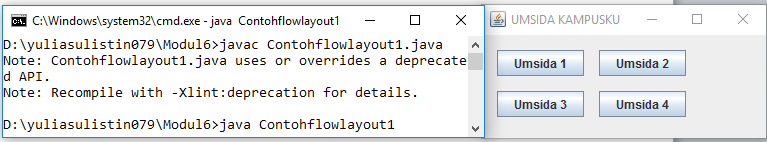 C:\Windows\system32\cmd.exe - java  Contohflowlayout1
D:\yuliasulistin079\Modul6>javac Contohflowlayout1.java
Note: Contohflowlayout1.java uses or overrides a deprecate
d API.
Note: Recompile with -Xlint:deprecation for details.
D:\yuliasulistin079\Modul6>java Contohflowlayout1
UMSIDA KAMPUSKU
Umsida 1 Umsida 2
Umsida 3 Umsida 4